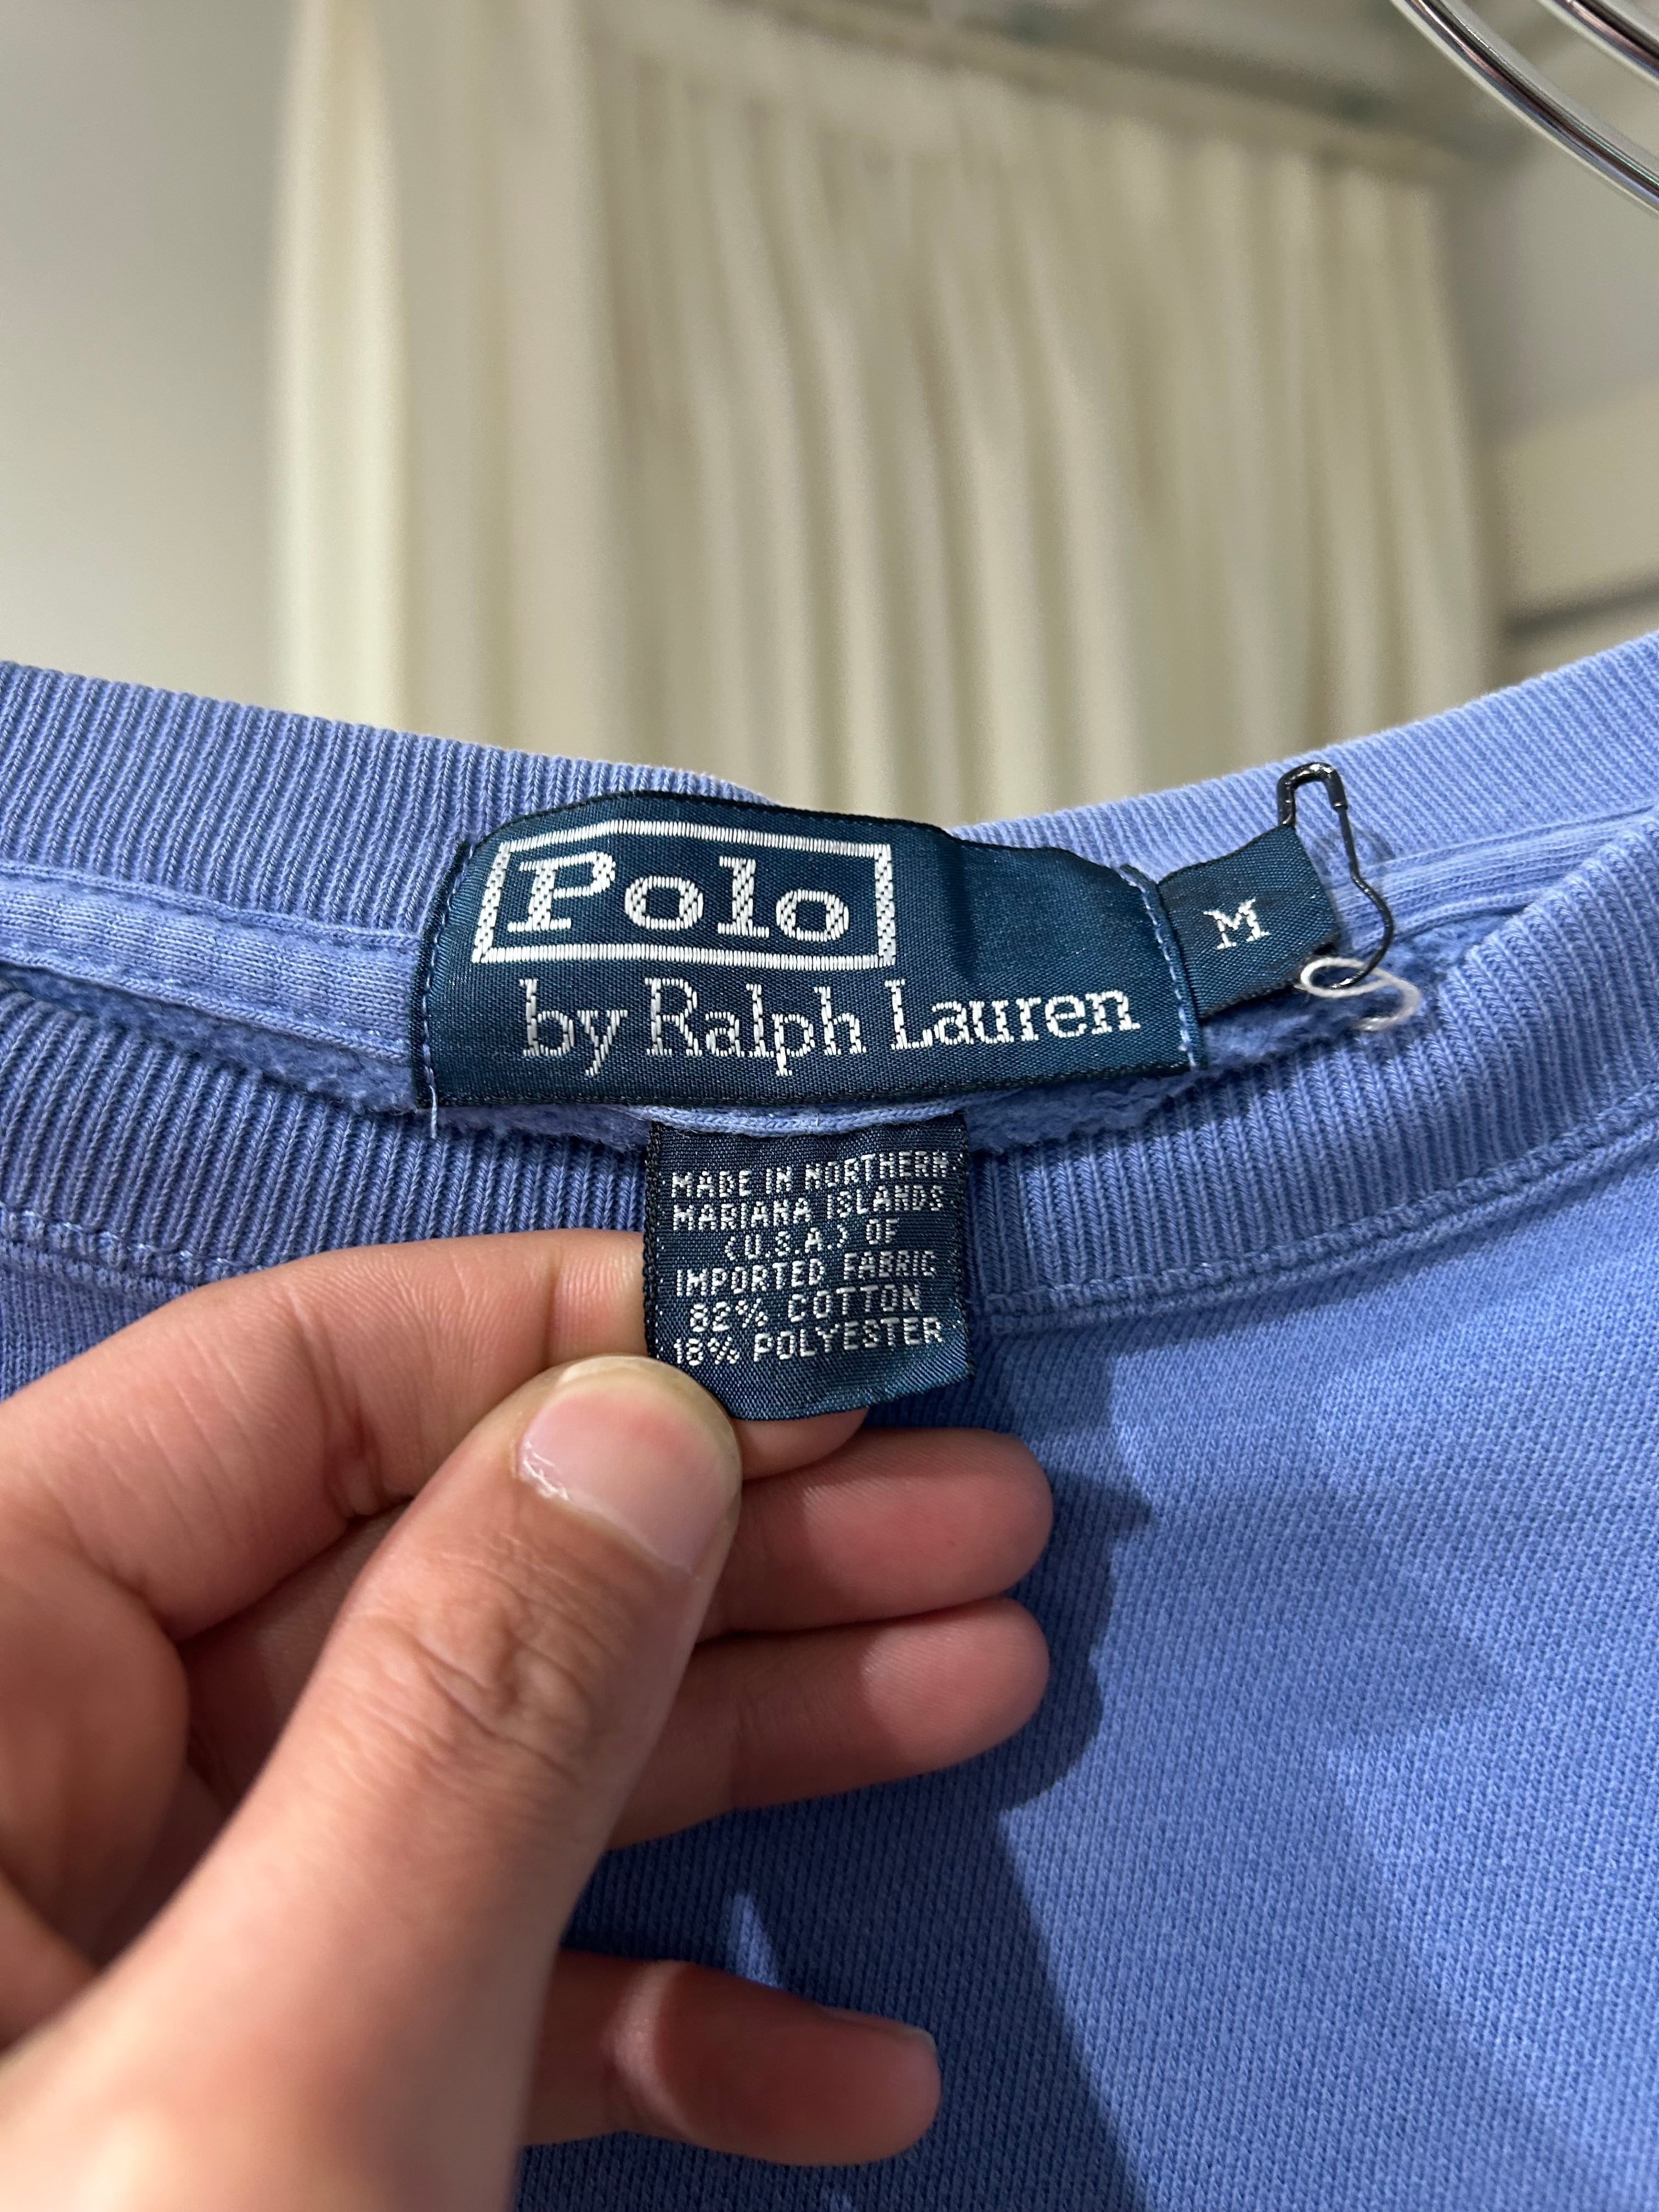 Polo
by Ralph Lauren
M
MADE IN NORTHERN
MARIANA ISLANDS
(U.S.A.) OF
IMPORTED FABRIC
82% COTTON
18% POLYESTER